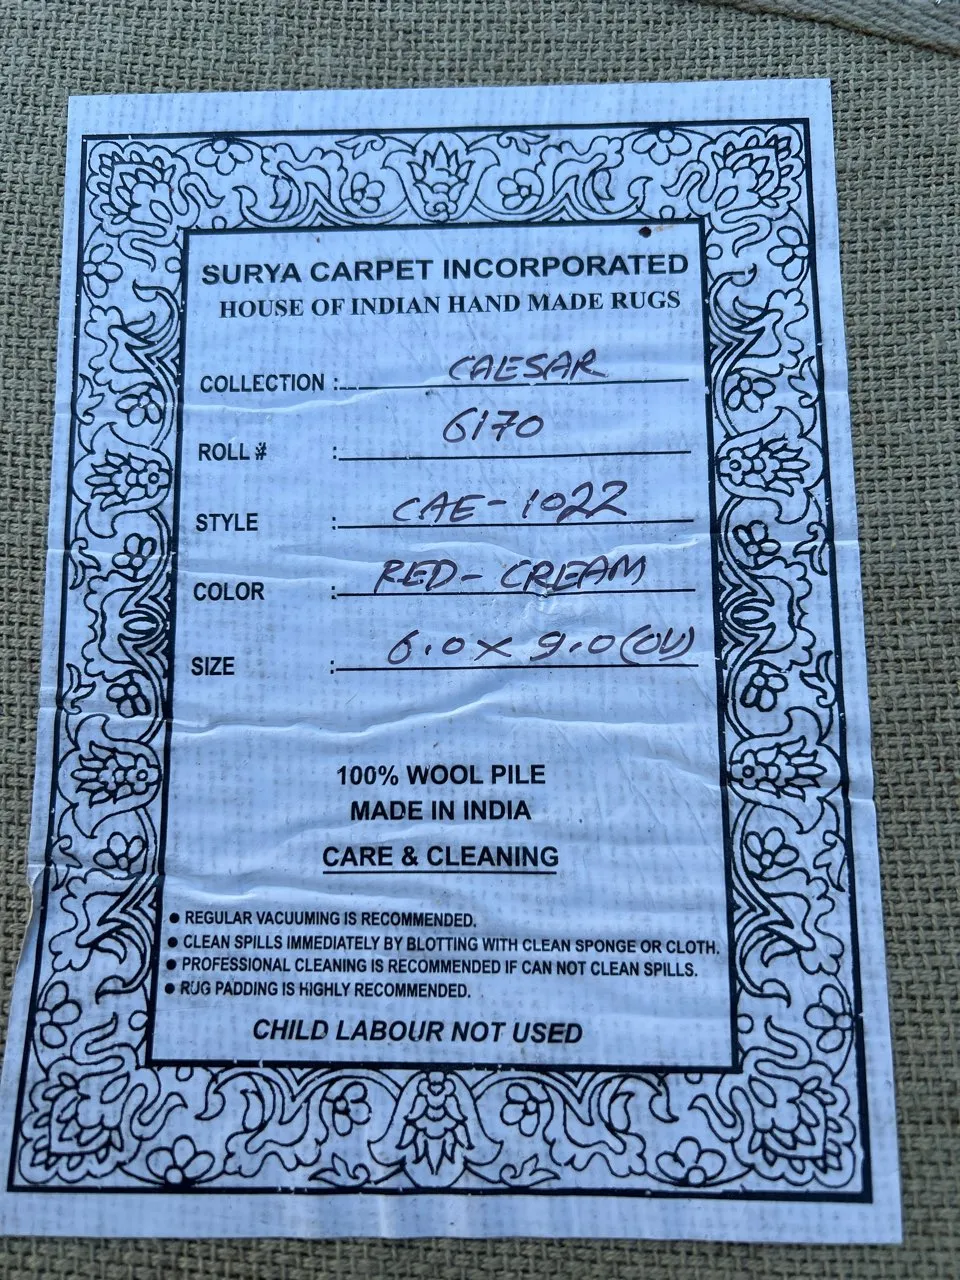 SURYA CARPET INCORPORATED
HOUSE OF INDIAN HAND MADE RUGS
COLLECTION : CAESAR
ROLL # : 6170
STYLE : CAE-1022
COLOR : RED-CREAM
SIZE : 6.0 X 9.0 (OV)
100% WOOL PILE
MADE IN INDIA
CARE & CLEANING
● REGULAR VACUUMING IS RECOMMENDED.
● CLEAN SPILLS IMMEDIATELY BY BLOTTING WITH CLEAN SPONGE OR CLOTH.
● PROFESSIONAL CLEANING IS RECOMMENDED IF CAN NOT CLEAN SPILLS.
● RUG PADDING IS HIGHLY RECOMMENDED.
CHILD LABOUR NOT USED